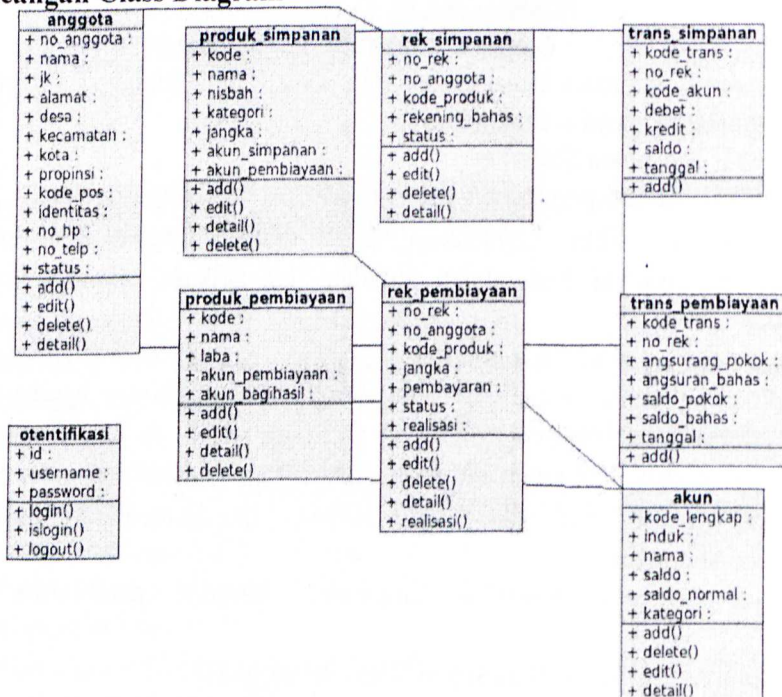 Class Diagram
anggota
+ no_anggota :
+ nama :
+ jk :
+ alamat :
+ desa :
+ kecamatan :
+ kota :
+ propinsi :
+ kode_pos :
+ identitas :
+ no_hp :
+ no_telp :
+ status :
+ add()
+ edit()
+ delete()
+ detail()
produk_simpanan
+ kode :
+ nama :
+ nisbah :
+ kategori :
+ jangka :
+ akun_simpanan :
+ akun_pembiayaan :
+ add()
+ edit()
+ detail()
+ delete()
rek_simpanan
+ no_rek :
+ no_anggota :
+ kode_produk :
+ rekening_bahas :
+ status :
+ add()
+ edit()
+ delete()
+ detail()
trans_simpanan
+ kode_trans :
+ no_rek :
+ kode_akun :
+ debet :
+ kredit :
+ saldo :
+ tanggal :
+ add()
produk_pembiayaan
+ kode :
+ nama :
+ laba :
+ akun_pembiayaan :
+ akun_bagihasil :
+ add()
+ edit()
+ detail()
+ delete()
rek_pembiayaan
+ no_rek :
+ no_anggota :
+ kode_produk :
+ jangka :
+ pembayaran :
+ status :
+ realisasi :
+ add()
+ edit()
+ delete()
+ detail()
+ realisasi()
trans_pembiayaan
+ kode_trans :
+ no_rek :
+ angsurang_pokok :
+ angsuran_bahas :
+ saldo_pokok :
+ saldo_bahas :
+ tanggal :
+ add()
otentifikasi
+ id :
+ username :
+ password :
+ login()
+ islogin()
+ logout()
akun
+ kode_lengkap :
+ induk :
+ nama :
+ saldo :
+ saldo_normal :
+ kategori :
+ add()
+ delete()
+ edit()
+ detail()